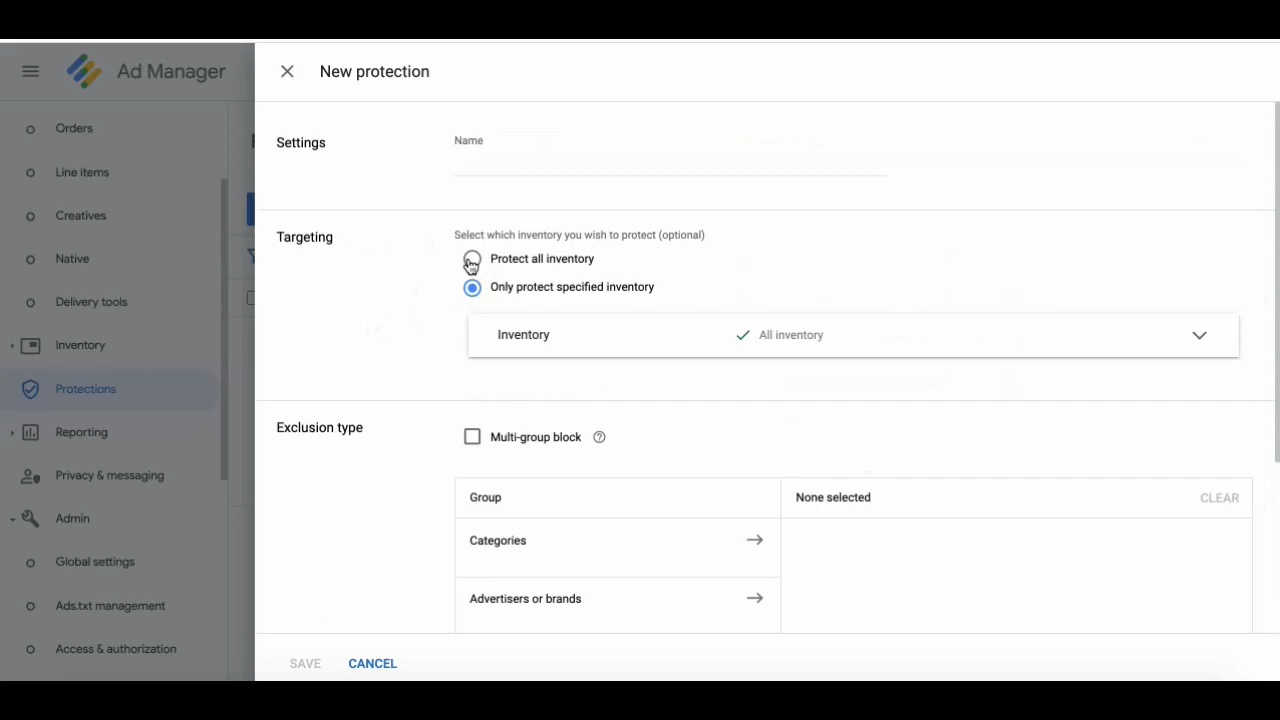 Ad Manager
New protection
Orders
Line items
Creatives
Native
Delivery tools
Inventory
Protections
Reporting
Privacy & messaging
Admin
Global settings
Ads.txt management
Access & authorization
Settings
Name
Targeting
Select which inventory you wish to protect (optional)
Protect all inventory
Only protect specified inventory
Inventory
All inventory
Exclusion type
Multi-group block
Group
None selected
CLEAR
Categories
Advertisers or brands
SAVE
CANCEL